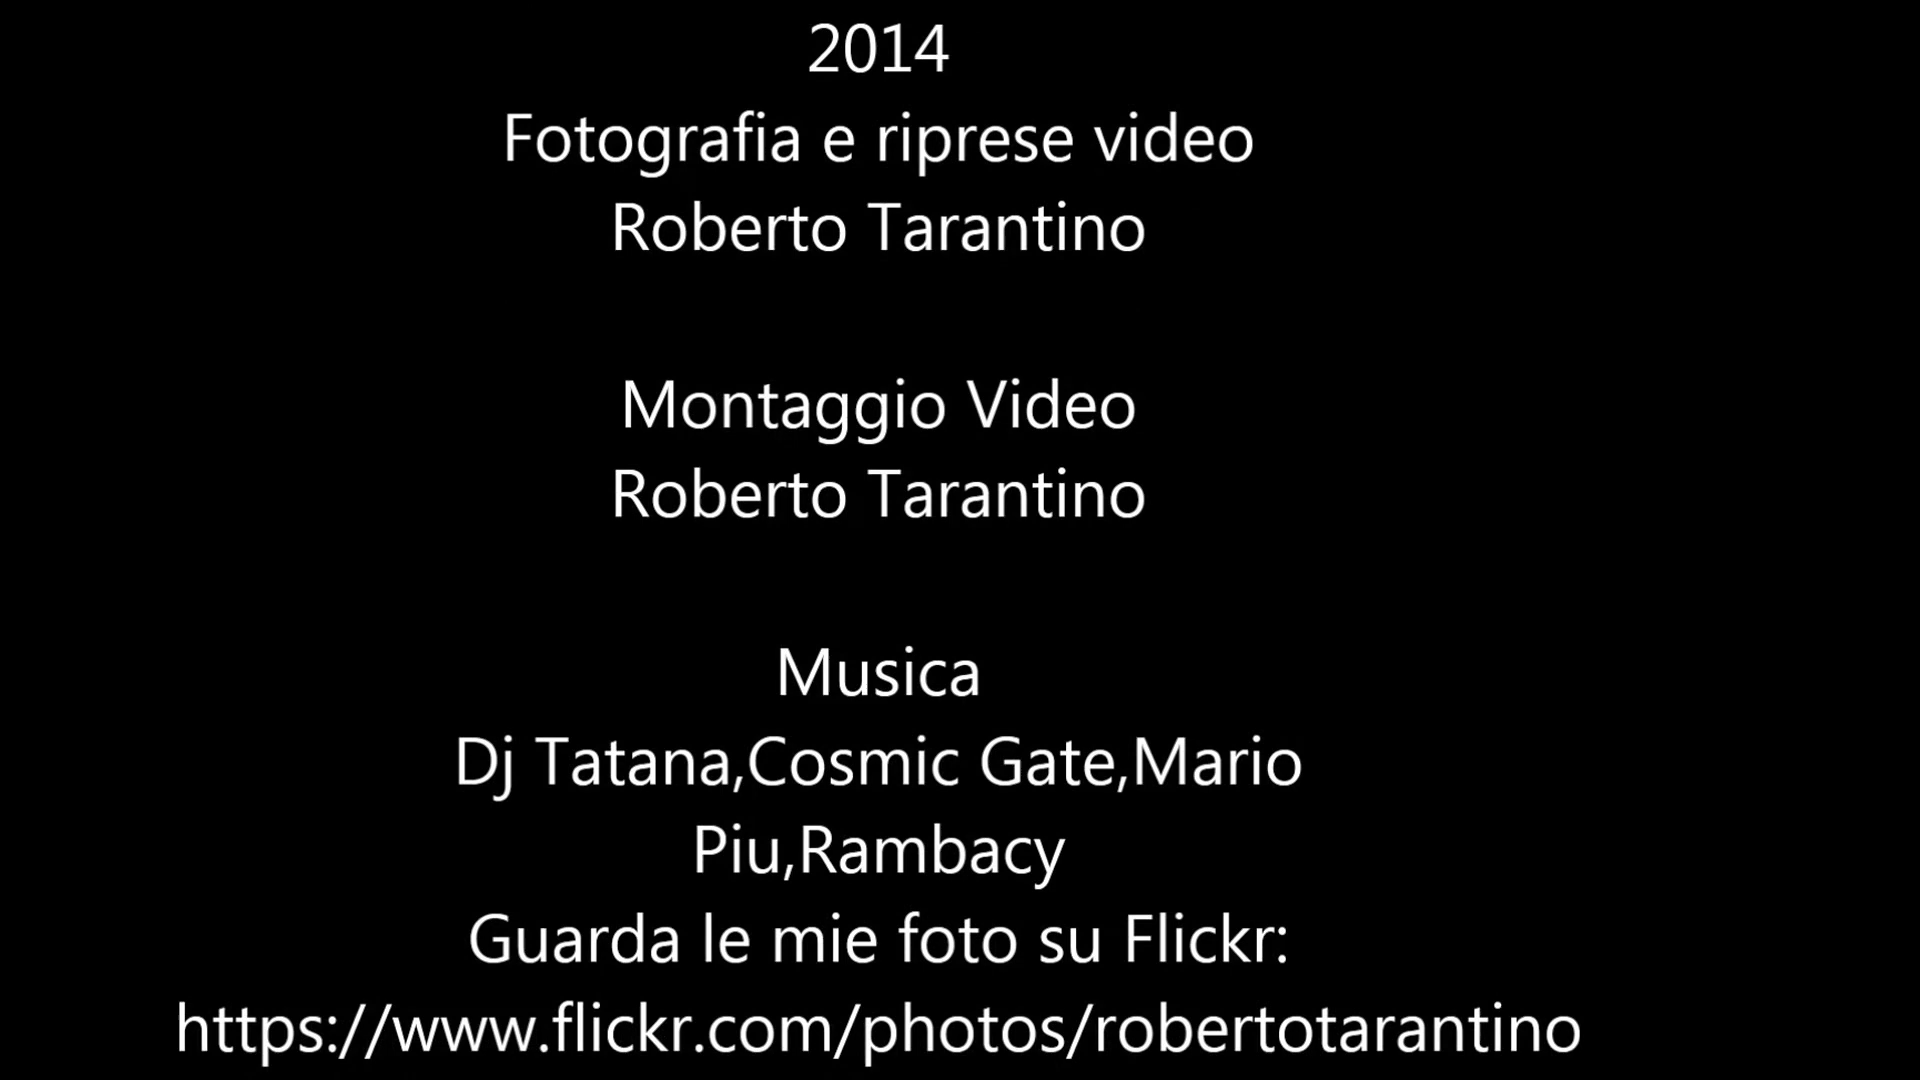 2014
Fotografia e riprese video
Roberto Tarantino
Montaggio Video
Roberto Tarantino
Musica
Dj Tatana,Cosmic Gate,Mario
Piu,Rambacy
Guarda le mie foto su Flickr:
https://www.flickr.com/photos/robertotarantino